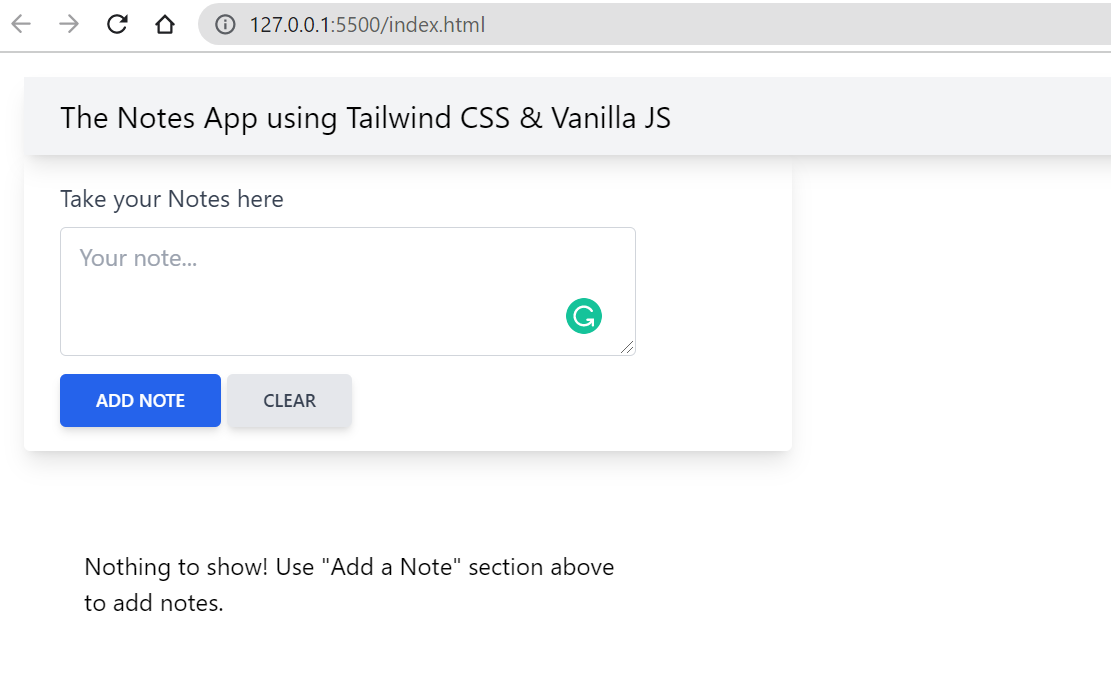 127.0.0.1:5500/index.html
The Notes App using Tailwind CSS & Vanilla JS
Take your Notes here
Your note...
ADD NOTE CLEAR
Nothing to show! Use "Add a Note" section above
to add notes.